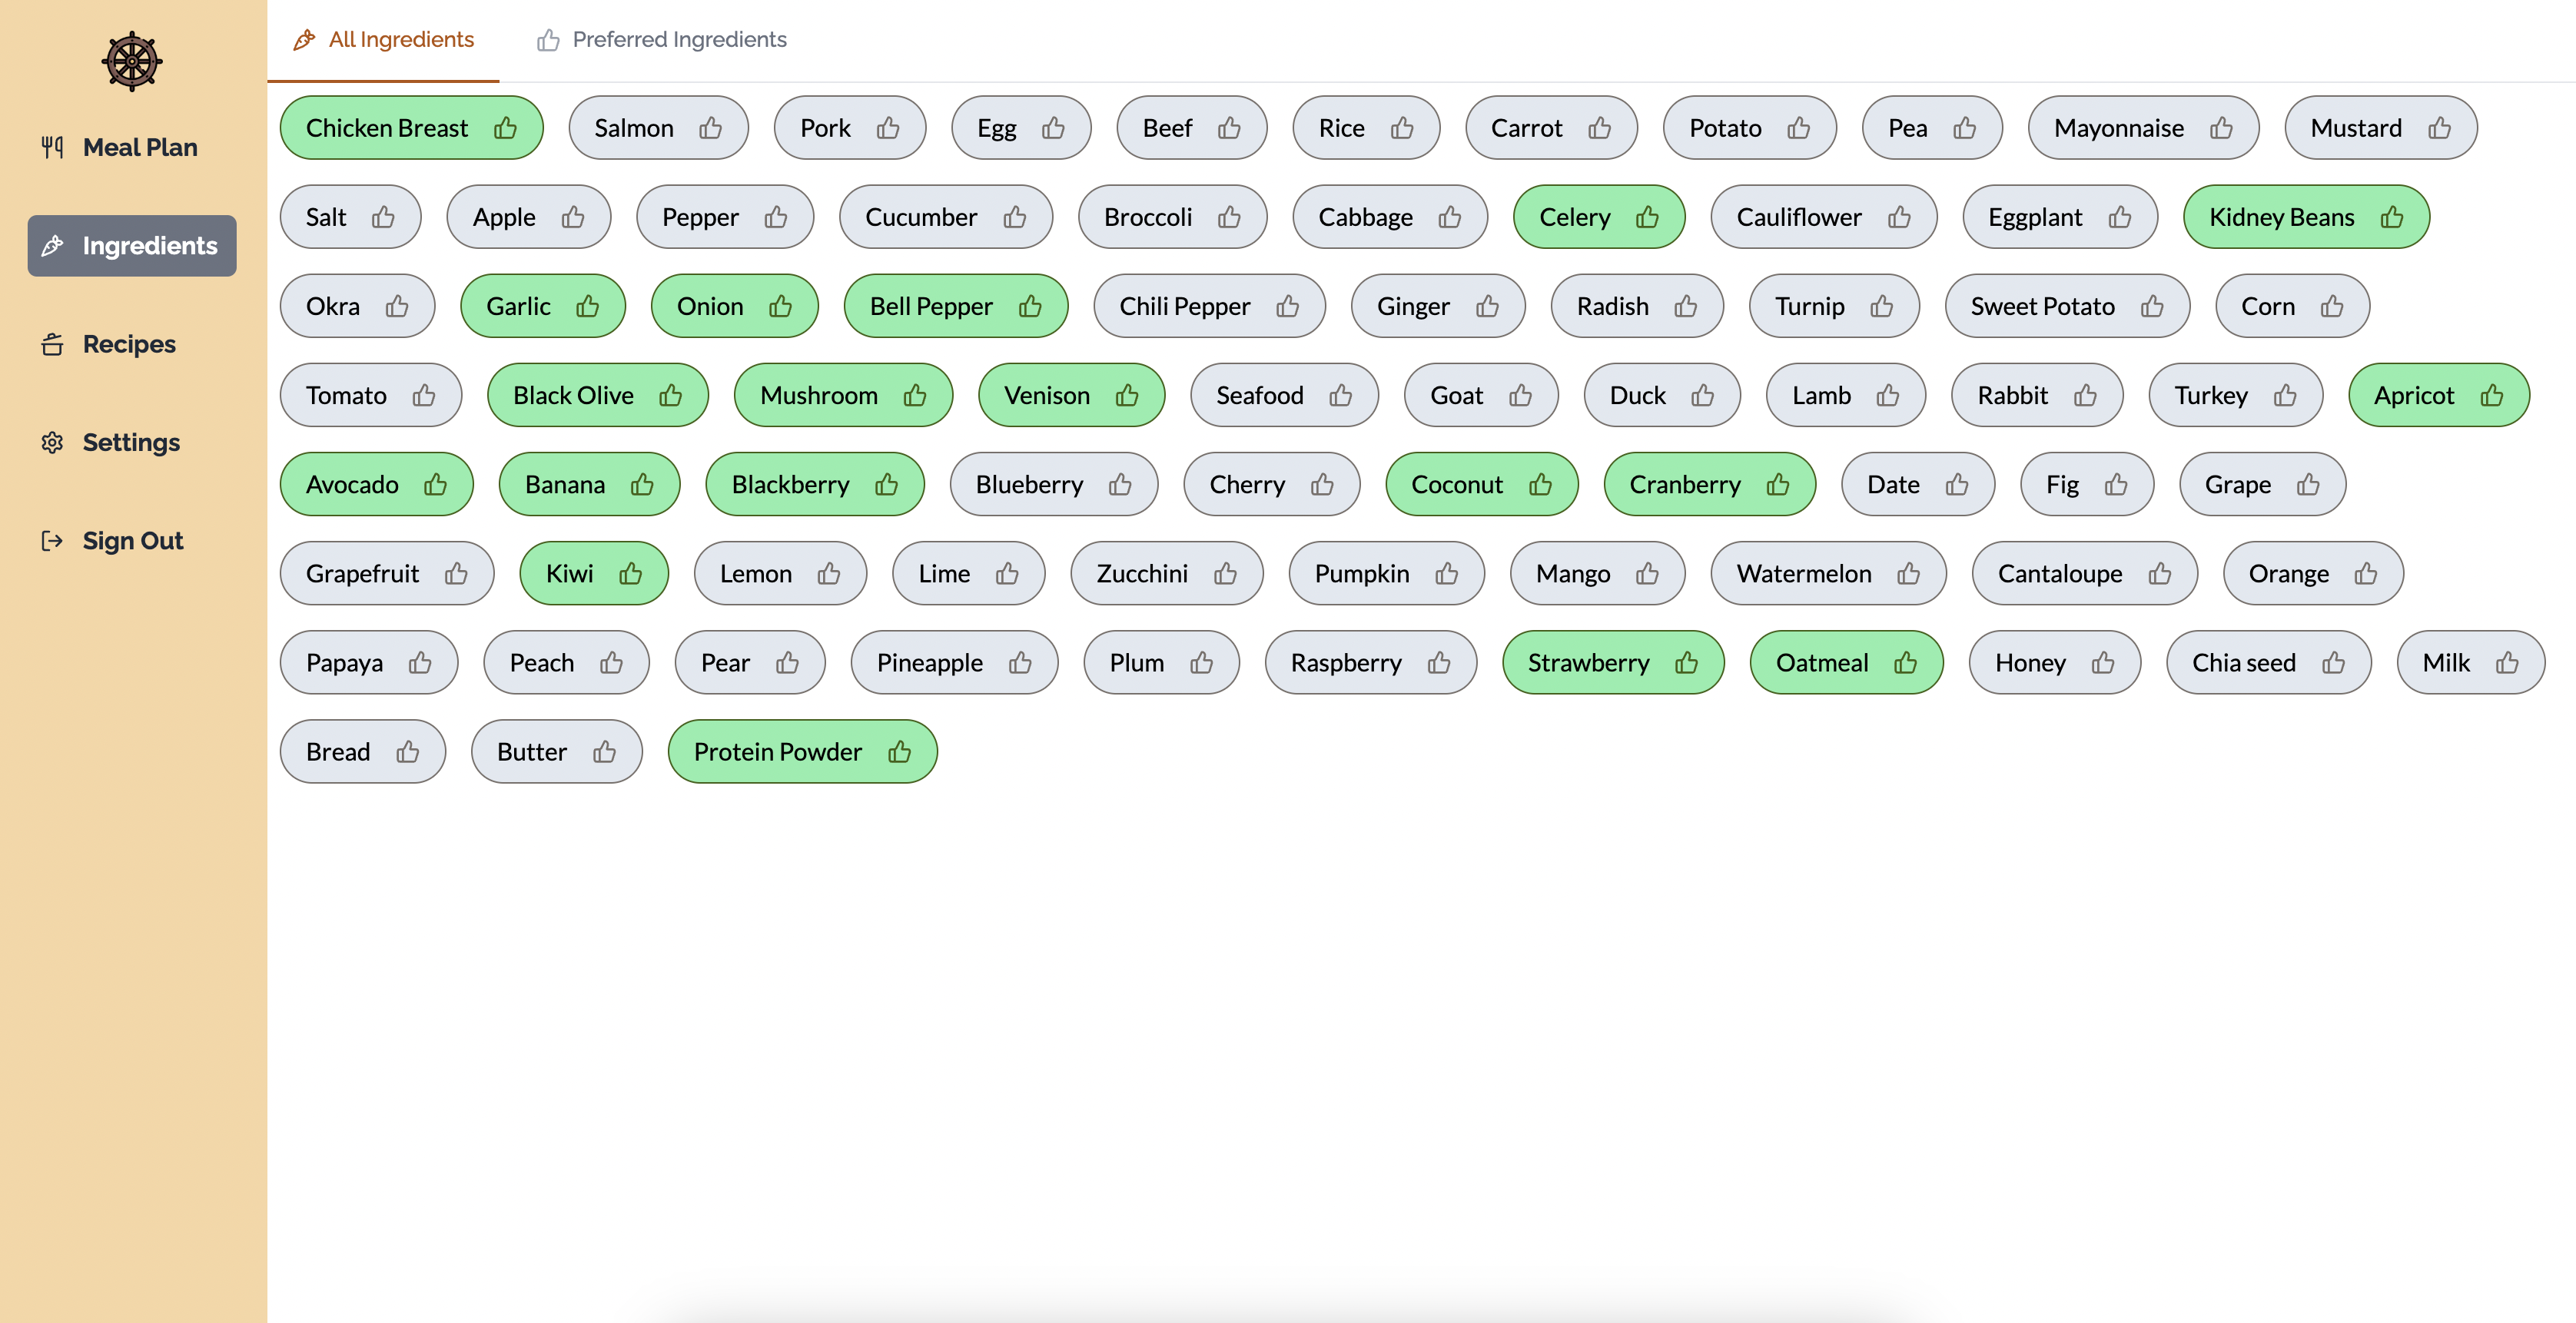 All Ingredients Preferred Ingredients
Meal Plan
Ingredients
Recipes
Settings
Sign Out
Chicken Breast Salmon Pork Egg Beef Rice Carrot Potato Pea Mayonnaise Mustard
Salt Apple Pepper Cucumber Broccoli Cabbage Celery Cauliflower Eggplant Kidney Beans
Okra Garlic Onion Bell Pepper Chili Pepper Ginger Radish Turnip Sweet Potato Corn
Tomato Black Olive Mushroom Venison Seafood Goat Duck Lamb Rabbit Turkey Apricot
Avocado Banana Blackberry Blueberry Cherry Coconut Cranberry Date Fig Grape
Grapefruit Kiwi Lemon Lime Zucchini Pumpkin Mango Watermelon Cantaloupe Orange
Papaya Peach Pear Pineapple Plum Raspberry Strawberry Oatmeal Honey Chia seed Milk
Bread Butter Protein Powder